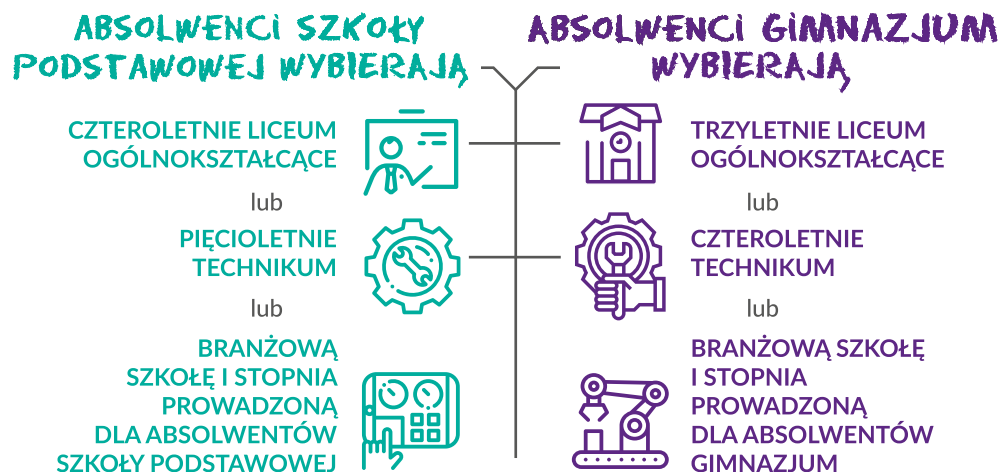 ABSOLWENCI SZKOŁY
PODSTAWOWEJ WYBIERAJĄ
CZTEROLETNIE LICEUM
OGÓLNOKSZTAŁCĄCE
lub
PIĘCIOLETNIE
TECHNIKUM
lub
BRANŻOWĄ
SZKOŁĘ I STOPNIA
PROWADZONĄ
DLA ABSOLWENTÓW
SZKOŁY PODSTAWOWEJ
ABSOLWENCI GIMNAZJUM
WYBIERAJĄ
TRZYLETNIE LICEUM
OGÓLNOKSZTAŁCĄCE
lub
CZTEROLETNIE
TECHNIKUM
lub
BRANŻOWĄ SZKOŁĘ
I STOPNIA
PROWADZONĄ
DLA ABSOLWENTÓW
GIMNAZJUM